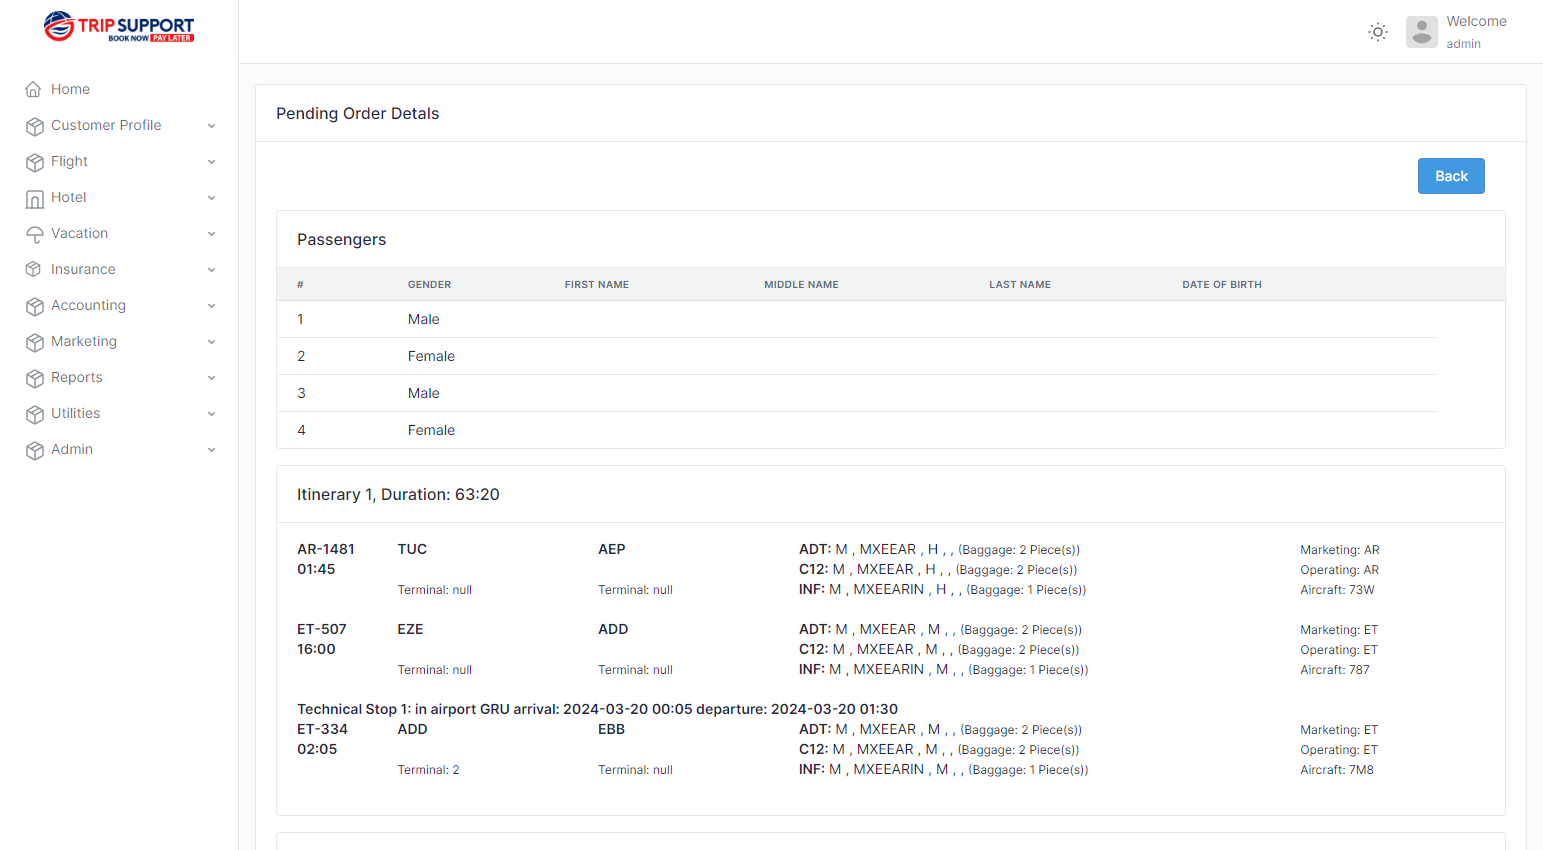 TRIP SUPPORT
BOOK NOW PAY LATER
Welcome
admin
Home
Customer Profile
Flight
Hotel
Vacation
Insurance
Accounting
Marketing
Reports
Utilities
Admin
Pending Order Detals
Back
Passengers
# GENDER FIRST NAME MIDDLE NAME LAST NAME DATE OF BIRTH
1 Male
2 Female
3 Male
4 Female
Itinerary 1, Duration: 63:20
AR-1481 TUC AEP ADT: M , MXEEAR , H , , (Baggage: 2 Piece(s)) Marketing: AR
01:45 C12: M , MXEEAR , H , , (Baggage: 2 Piece(s)) Operating: AR
Terminal: null Terminal: null INF: M , MXEEARIN , H , , (Baggage: 1 Piece(s)) Aircraft: 73W
ET-507 EZE ADD ADT: M , MXEEAR , M , , (Baggage: 2 Piece(s)) Marketing: ET
16:00 C12: M , MXEEAR , M , , (Baggage: 2 Piece(s)) Operating: ET
Terminal: null Terminal: null INF: M , MXEEARIN , M , , (Baggage: 1 Piece(s)) Aircraft: 787
Technical Stop 1: in airport GRU arrival: 2024-03-20 00:05 departure: 2024-03-20 01:30
ET-334 ADD EBB ADT: M , MXEEAR , M , , (Baggage: 2 Piece(s)) Marketing: ET
02:05 C12: M , MXEEAR , M , , (Baggage: 2 Piece(s)) Operating: ET
Terminal: 2 Terminal: null INF: M , MXEEARIN , M , , (Baggage: 1 Piece(s)) Aircraft: 7M8